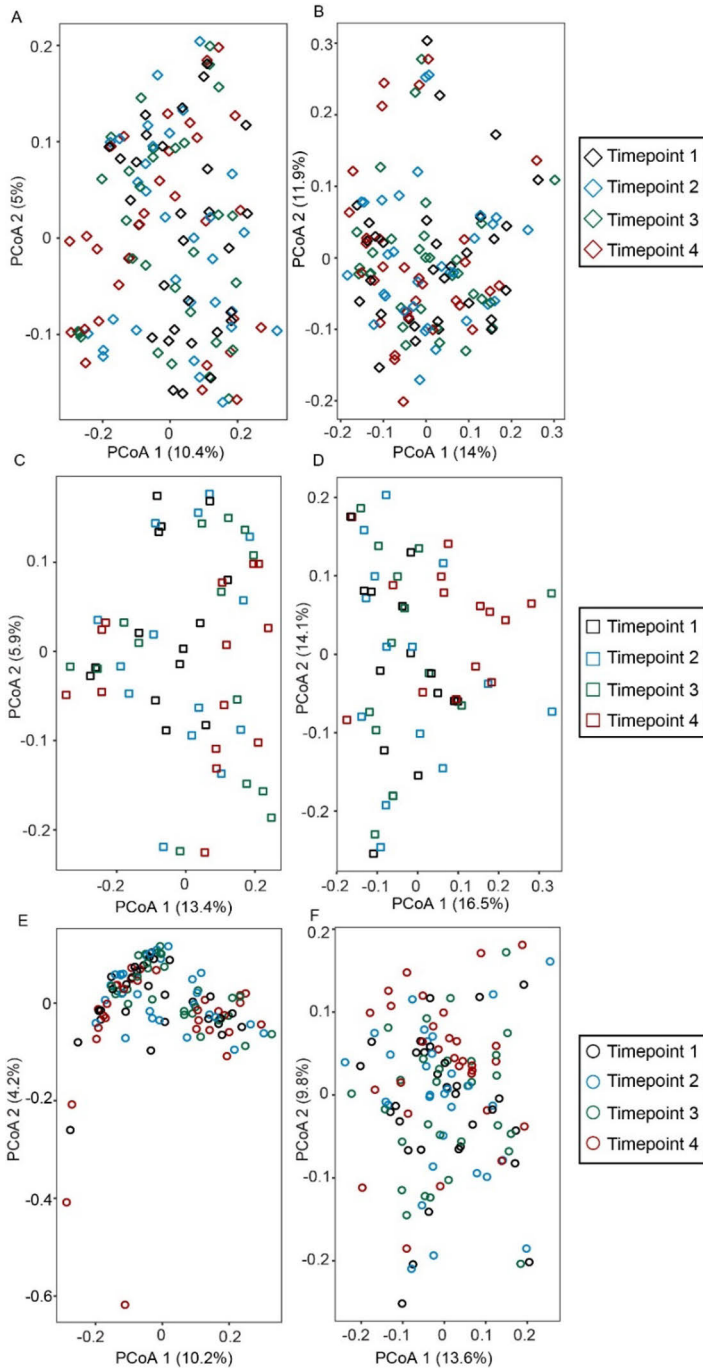 A
0.2
0.1
0
-0.1
PCoA 2 (5%)
-0.2
0
0.2
PCoA 1 (10.4%)
B
0.3
0.2
0.1
0
-0.1
-0.2
PCoA 2 (11.9%)
-0.2
-0.1
0
0.1
0.2
0.3
PCoA 1 (14%)
Timepoint 1
Timepoint 2
Timepoint 3
Timepoint 4
C
0.1
0
-0.1
-0.2
PCoA 2 (5.9%)
-0.2
0
0.2
PCoA 1 (13.4%)
D
0.2
0.1
0
-0.1
-0.2
PCoA 2 (14.1%)
-0.2
-0.1
0
0.1
0.2
0.3
PCoA 1 (16.5%)
Timepoint 1
Timepoint 2
Timepoint 3
Timepoint 4
E
0
-0.2
-0.4
-0.6
PCoA 2 (4.2%)
-0.2
0
0.2
PCoA 1 (10.2%)
F
0.2
0.1
0
-0.1
-0.2
PCoA 2 (9.8%)
-0.2
-0.1
0
0.1
0.2
PCoA 1 (13.6%)
Timepoint 1
Timepoint 2
Timepoint 3
Timepoint 4